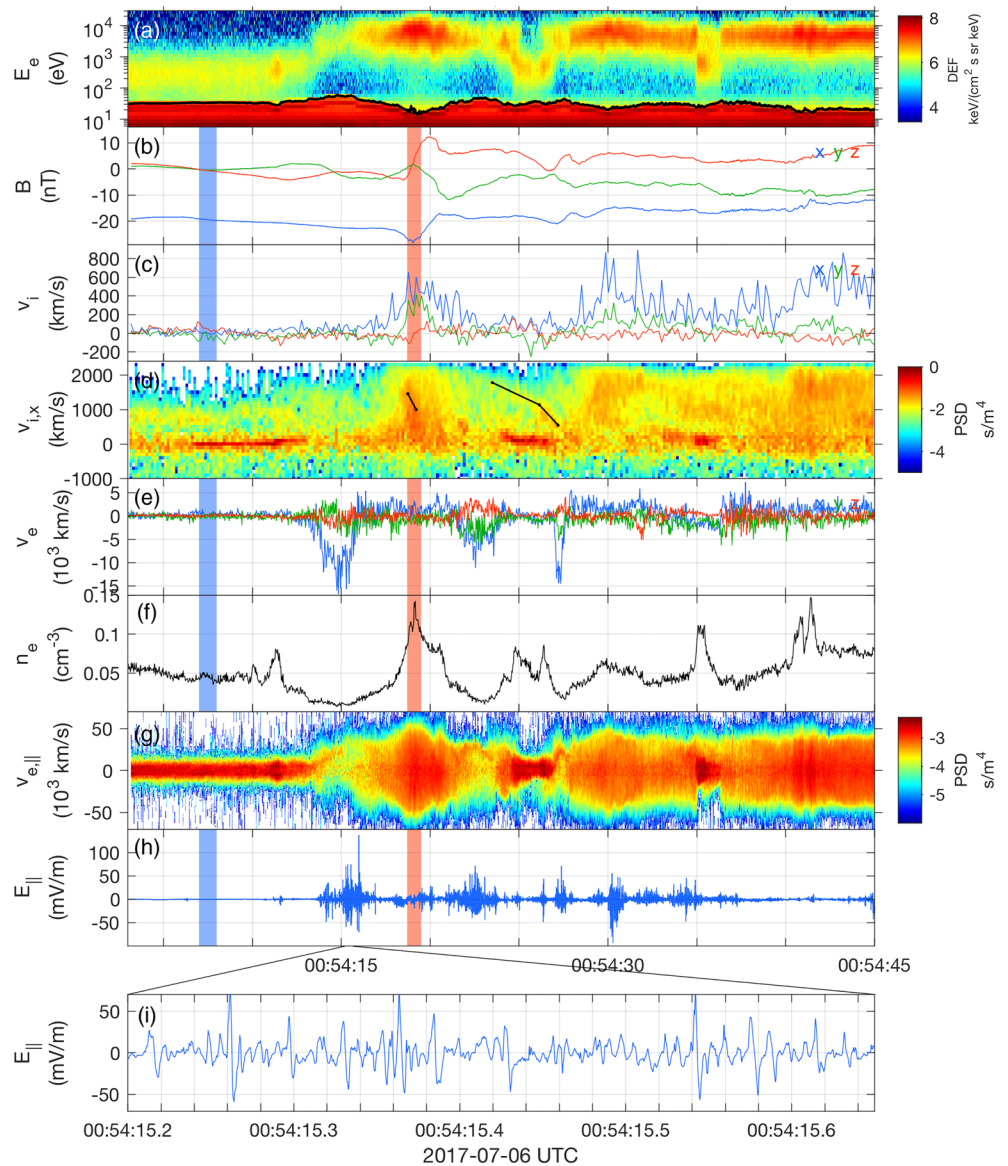 (a)
E_e
(eV)
10^4
10^3
10^2
10^1
8
6
4
DEF
keV/(cm^2 s sr keV)
(b)
B
(nT)
10
0
-10
-20
x y z
(c)
v_i
(km/s)
800
600
400
200
0
-200
x y z
(d)
v_{i,x}
(km/s)
2000
1000
0
-1000
0
-2
-4
PSD
s/m^4
(e)
v_e
(10^3 km/s)
5
0
-5
-10
-15
x y z
(f)
n_e
(cm^{-3})
0.15
0.1
0.05
(g)
v_{e,||}
(10^3 km/s)
50
0
-50
-3
-4
-5
PSD
s/m^4
(h)
E_{||}
(mV/m)
100
50
0
-50
00:54:15 00:54:30 00:54:45
(i)
E_{||}
(mV/m)
50
0
-50
00:54:15.2 00:54:15.3 00:54:15.4 00:54:15.5 00:54:15.6
2017-07-06 UTC